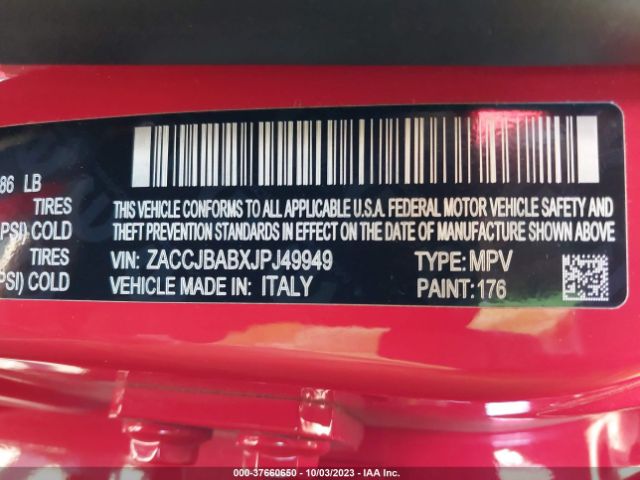 86 LB
TIRES
PSI) COLD
PSI) COLD
THIS VEHICLE CONFORMS TO ALL APPLICABLE U.S.A. FEDERAL MOTOR VEHICLE SAFETY AND
THEFT PREVENTION STANDARDS IN EFFECT ON THE DATE OF MANUFACTURE SHOWN ABOVE
VIN: ZACCJBABXJPJ49949 TYPE: MPV
VEHICLE MADE IN: ITALY PAINT: 176
000-37660650 - 10/03/2023 - IAA Inc.